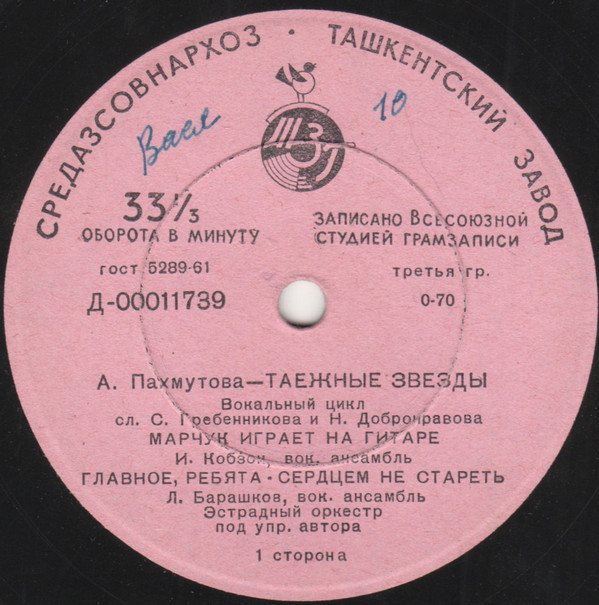 СРЕДАЗСОВНАРХОЗ • ТАШКЕНТСКИЙ ЗАВОД
10
33⅓
ОБОРОТА В МИНУТУ
ЗАПИСАНО ВСЕСОЮЗНОЙ
СТУДИЕЙ ГРАМЗАПИСИ
ГОСТ 5289-61
третья гр.
Д-00011739
0-70
А. Пахмутова—ТАЕЖНЫЕ ЗВЕЗДЫ
Вокальный цикл
сл. С. Гребенникова и Н. Добронравова
МАРЧУК ИГРАЕТ НА ГИТАРЕ
И. Кобзон, вок. ансамбль
ГЛАВНОЕ, РЕБЯТА - СЕРДЦЕМ НЕ СТАРЕТЬ
Л. Барашков, вок. ансамбль
Эстрадный оркестр
под упр. автора
1 сторона